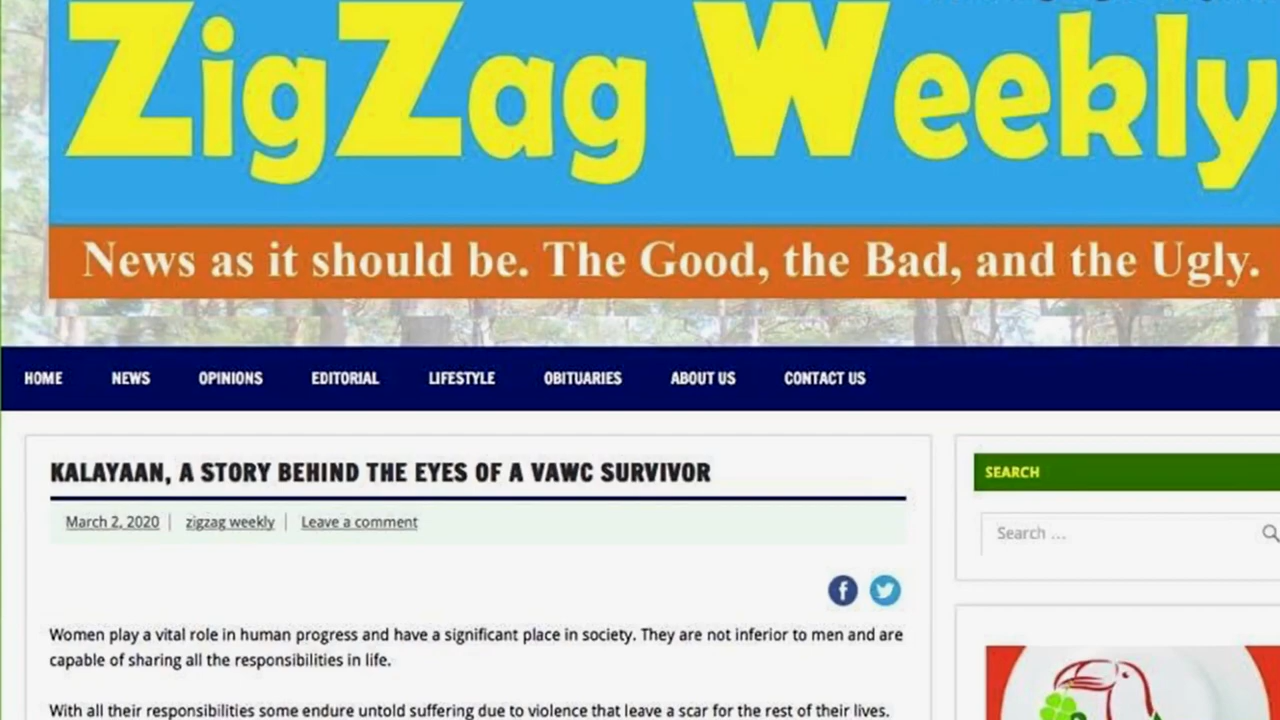 ZigZag Weekly
News as it should be. The Good, the Bad, and the Ugly.
HOME NEWS OPINIONS EDITORIAL LIFESTYLE OBITUARIES ABOUT US CONTACT US
KALAYAAN, A STORY BEHIND THE EYES OF A VAWC SURVIVOR
March 2, 2020 | zigzag weekly | Leave a comment
Women play a vital role in human progress and have a significant place in society. They are not inferior to men and are
capable of sharing all the responsibilities in life.
With all their responsibilities some endure untold suffering due to violence that leave a scar for the rest of their lives.
SEARCH
Search ...